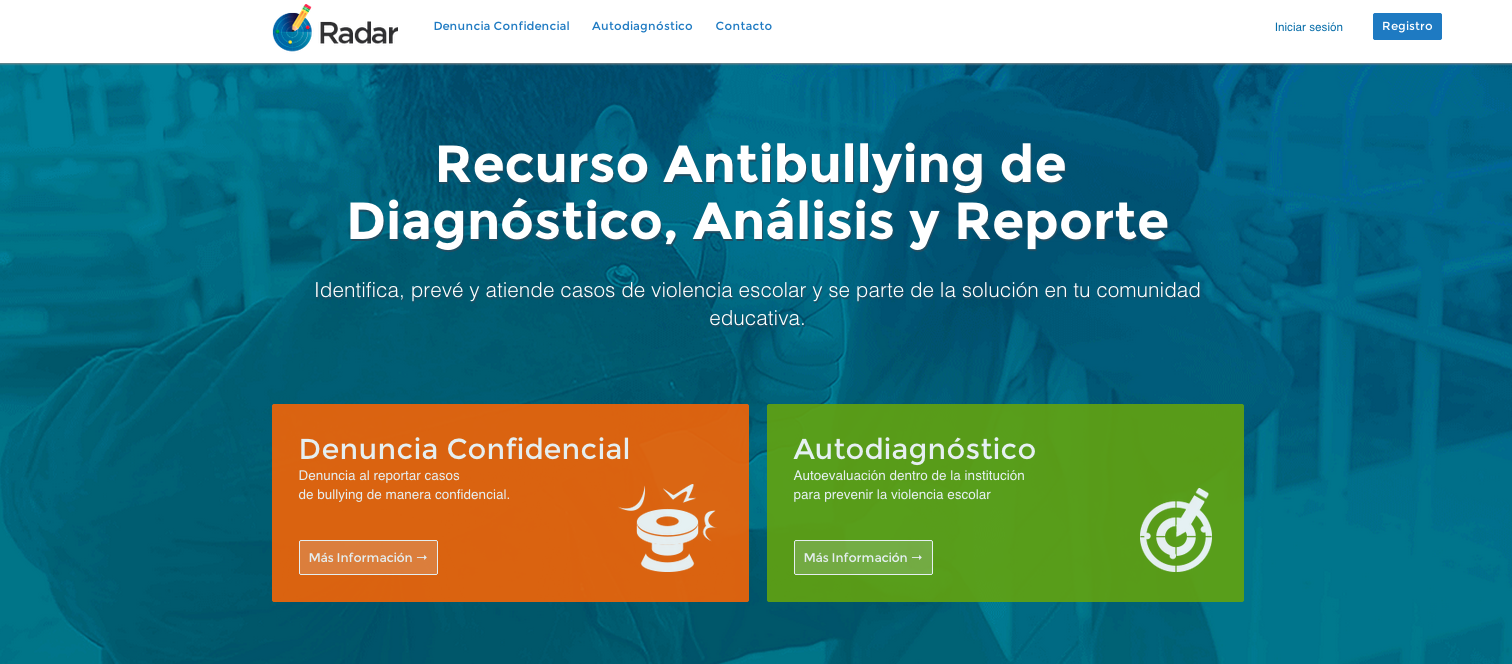 Radar
Denuncia Confidencial
Autodiagnóstico
Contacto
Iniciar sesión
Registro
Recurso Antibullying de
Diagnóstico, Análisis y Reporte
Identifica, prevé y atiende casos de violencia escolar y se parte de la solución en tu comunidad
educativa.
Denuncia Confidencial
Denuncia al reportar casos
de bullying de manera confidencial.
Más Información →
Autodiagnóstico
Autoevaluación dentro de la institución
para prevenir la violencia escolar
Más Información →